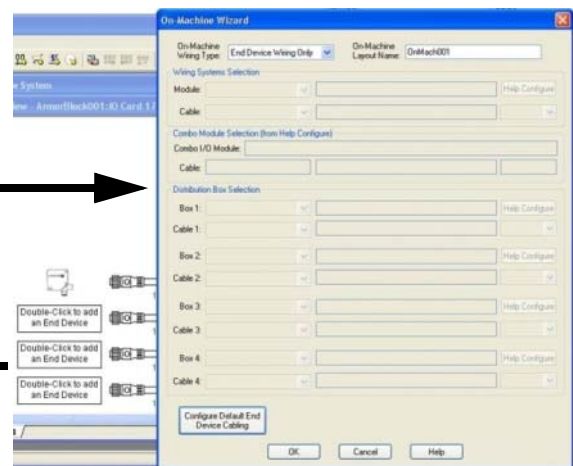 On-Machine Wizard
On-Machine Wiring Type: End Device Wiring Only
On-Machine Layout Name: OnMach001
Wiring Systems Selection
Module: Help Configure
Cable:
Combo Module Selection (from Help Configure)
Combo I/O Module:
Cable:
Distribution Box Selection
Box 1: Help Configure
Cable 1:
Box 2: Help Configure
Cable 2:
Box 3: Help Configure
Cable 3
Box 4: Help Configure
Cable 4:
Configure Default End Device Cabling
OK Cancel Help
System
ArmorBlock001:IO Card.17
Double-Click to add
an End Device
Double-Click to add
an End Device
Double-Click to add
an End Device